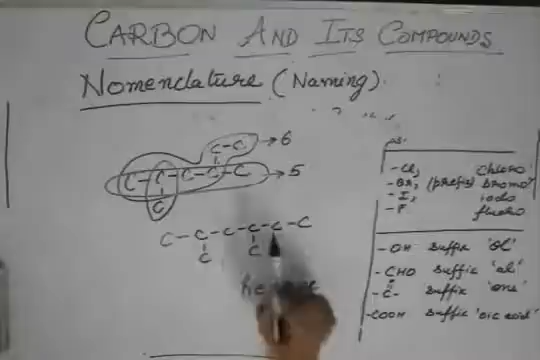 CARBON AND ITS COMPOUNDS
Nomenclature (Naming)
C-C →6
C-C-C-C-C →5
C
C-C-C-C-C-C
C C
-Cl, Chloro
-Br, (prefix) bromo
-I, iodo
-F fluoro
-OH suffix 'ol'
-CHO suffix 'al'
-C- suffix 'one'
-COOH suffix 'oic acid'